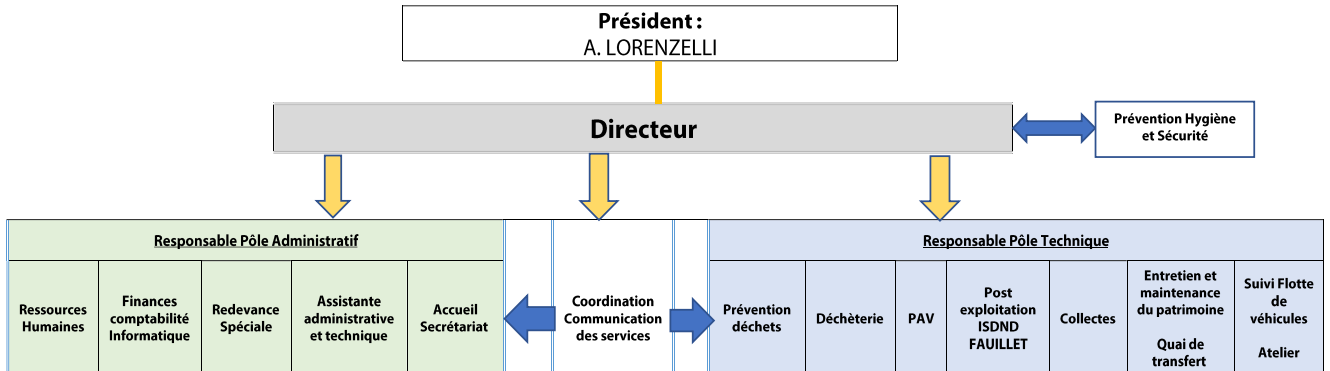 Président :
A. LORENZELLI
Directeur
Prévention Hygiène
et Sécurité
Responsable Pôle Administratif
Ressources
Humaines
Finances
comptabilité
Informatique
Redevance
Spéciale
Assistante
administrative
et technique
Accueil
Secrétariat
Coordination
Communication
des services
Responsable Pôle Technique
Prévention
déchets
Déchèterie
PAV
Post
exploitation
ISDND
FAUILLET
Collectes
Entretien et
maintenance
du patrimoine
Quai de
transfert
Suivi Flotte
de
véhicules
Atelier